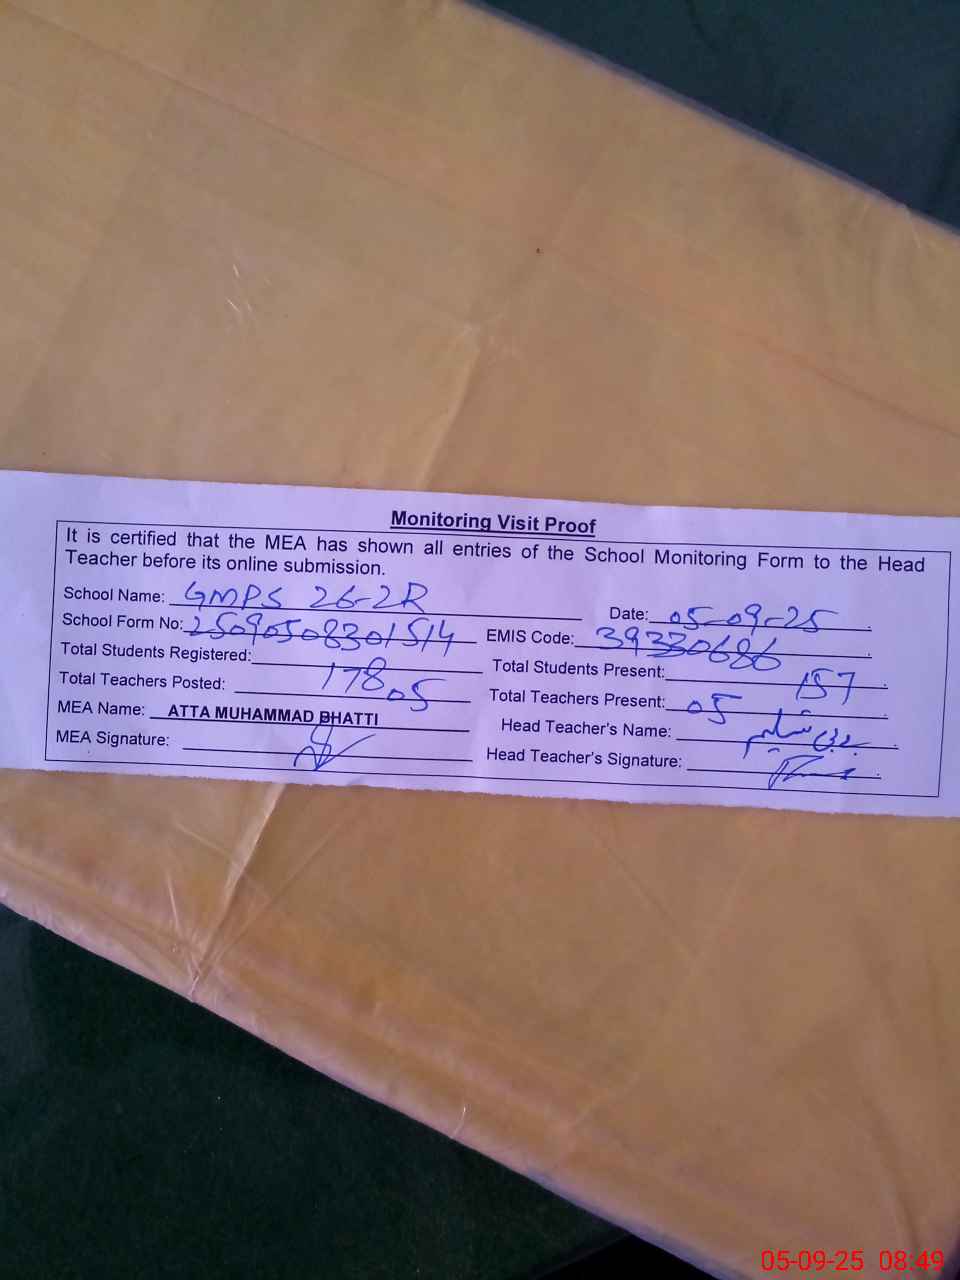 Monitoring Visit Proof
It is certified that the MEA has shown all entries of the School Monitoring Form to the Head
Teacher before its online submission.
School Name: GMPS 26-2R Date: 05-09-25
School Form No: 2509050830 1514 EMIS Code: 39330686
Total Students Registered: 178 Total Students Present: 157
Total Teachers Posted: 05 Total Teachers Present: 05
MEA Name: ATTA MUHAMMAD BHATTI Head Teacher's Name:
MEA Signature: Head Teacher's Signature:
05-09-25 08:49